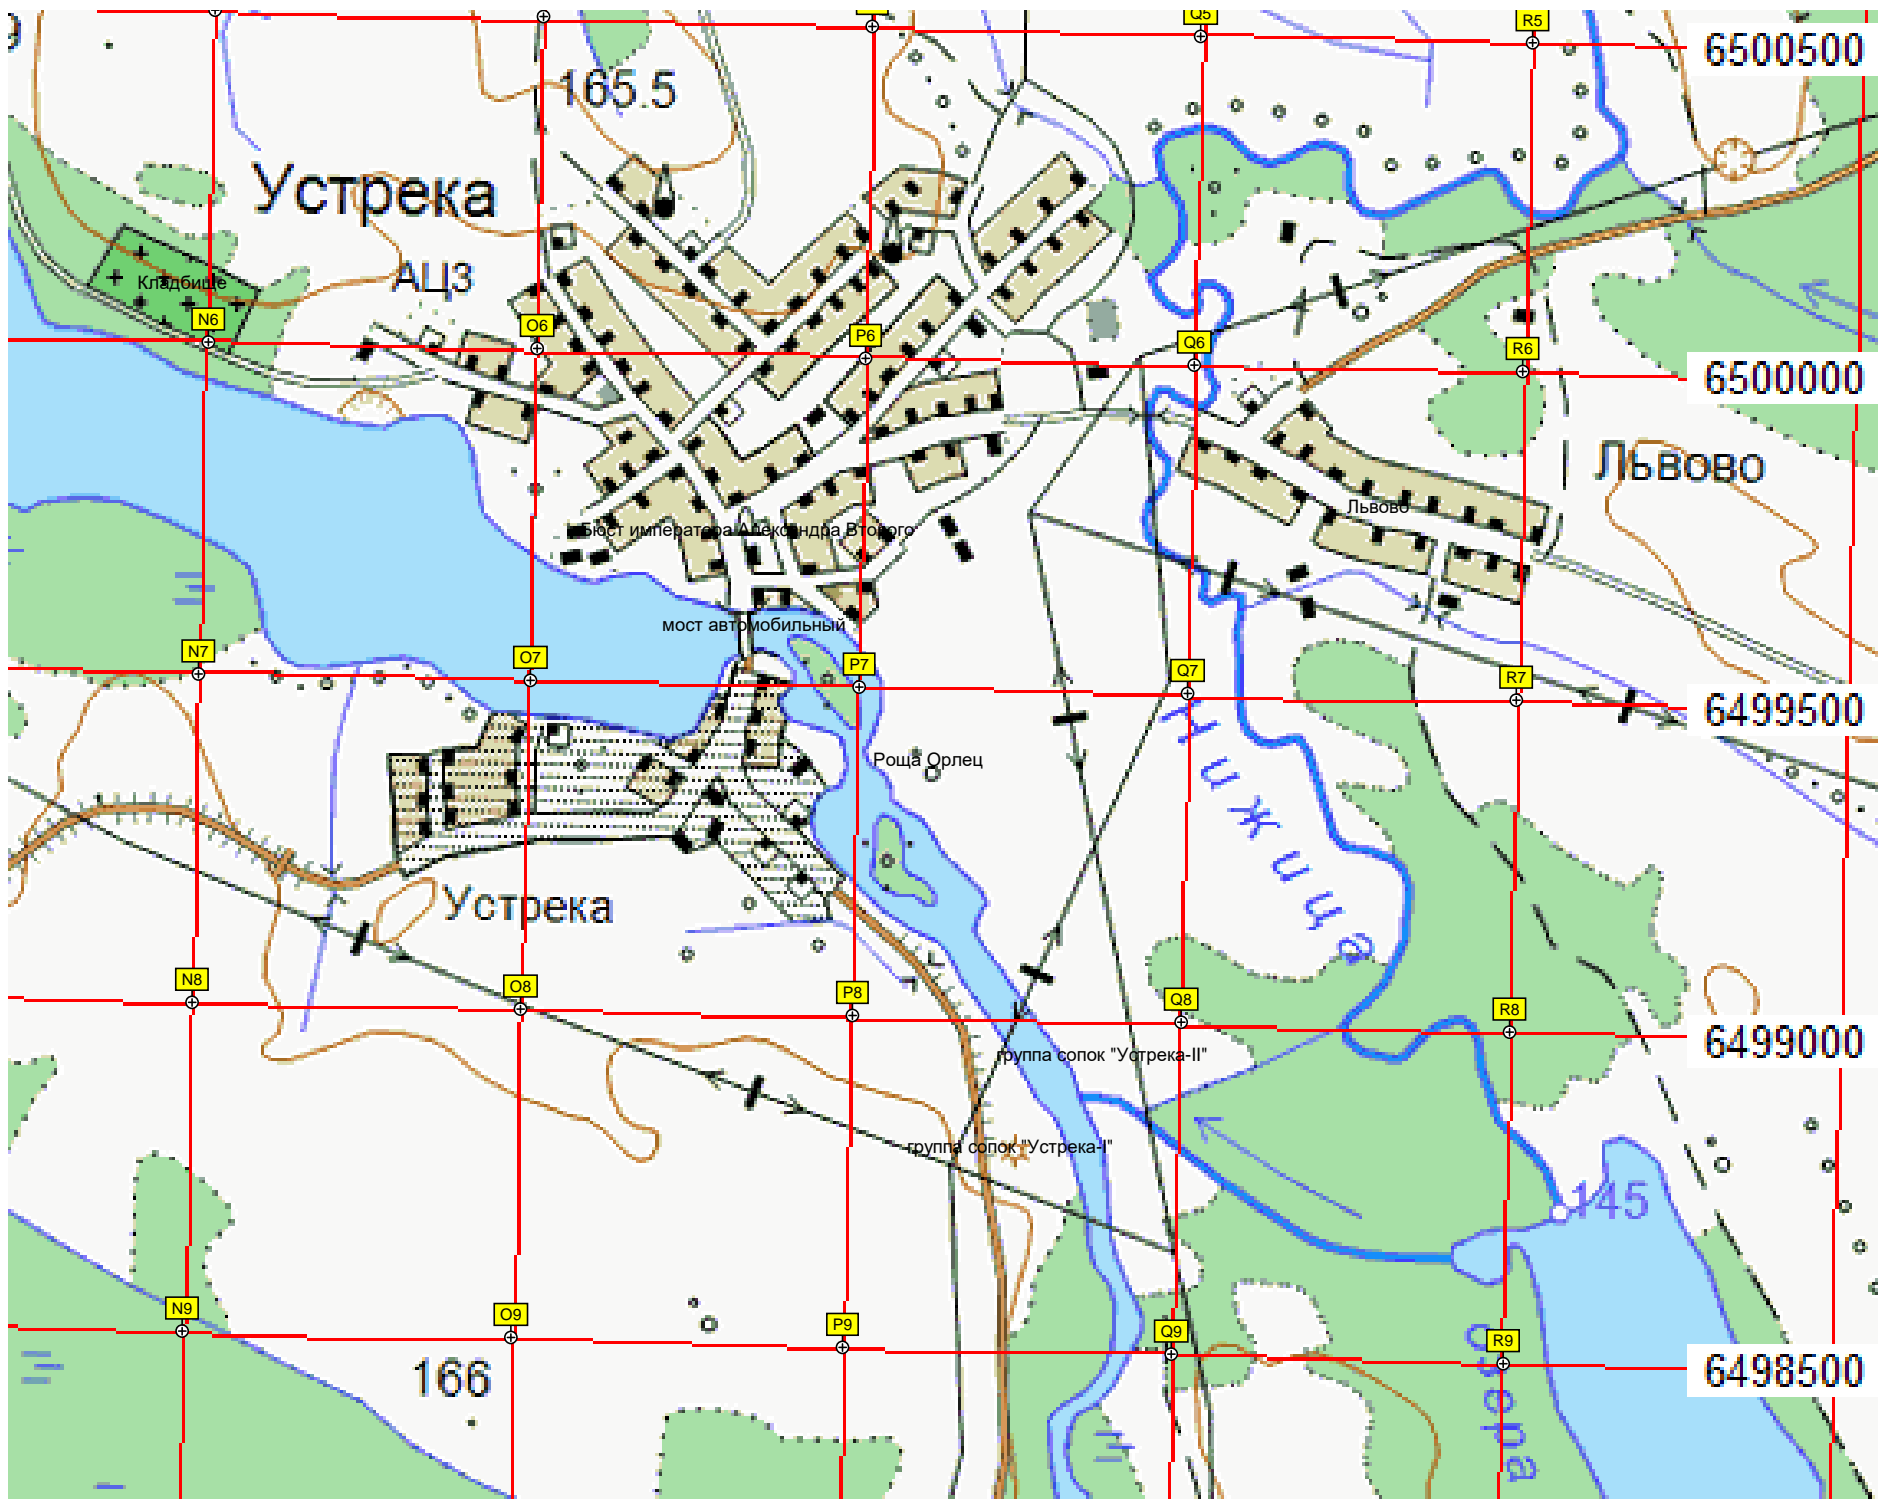 Q5
R5
6500500
165.5
Устрека
АЦЗ
Кладбище
N6
O6
P6
Q6
R6
6500000
Львово
Львово
Бюст императора Александра Второго
мост автомобильный
N7
O7
P7
Q7
R7
6499500
Роща Орлец
Нижица
Устрека
N8
O8
P8
Q8
R8
6499000
группа сопок "Устрека-II"
группа сопок "Устрека-I"
145
N9
O9
P9
Q9
R9
6498500
166
озера